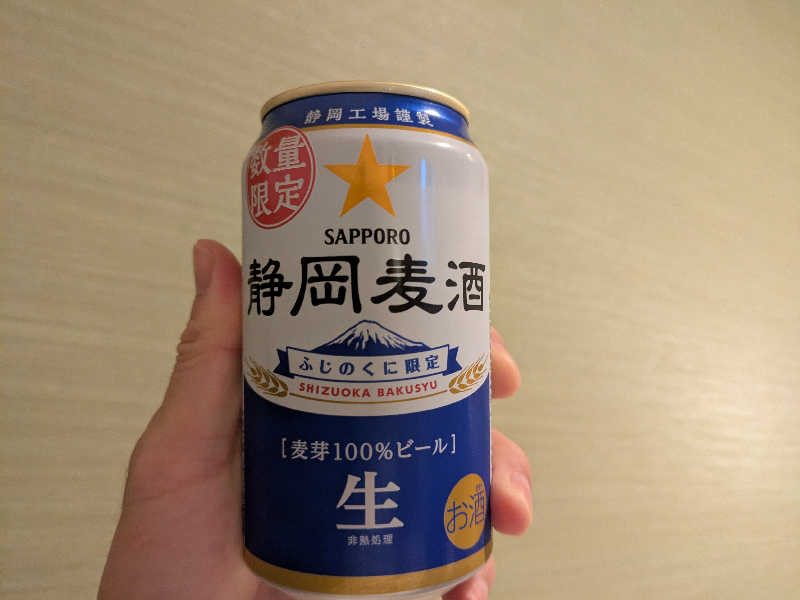 静岡工場謹製
数量
限定
SAPPORO
静岡麦酒
ふじのくに限定
SHIZUOKA BAKUSYU
[麦芽100%ビール]
生
非熱処理
お酒